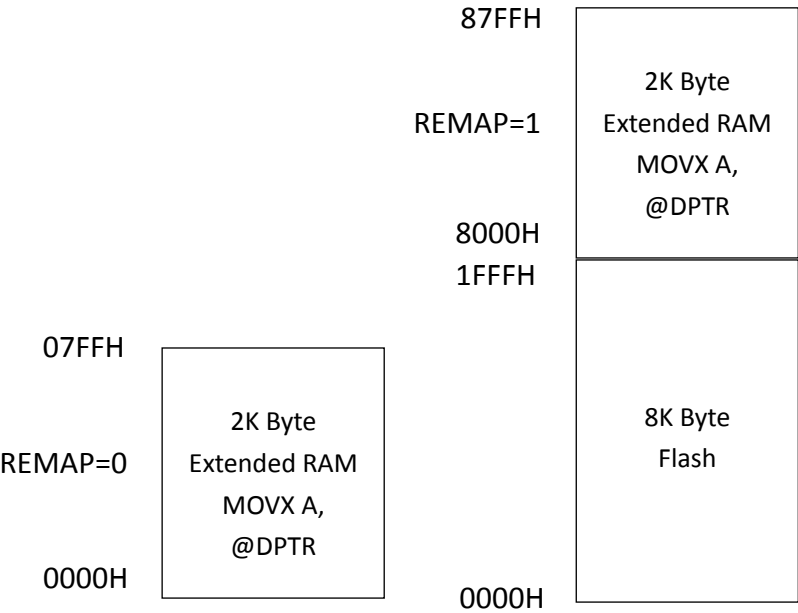 87FFH
2K Byte
REMAP=1
Extended RAM
MOVX A,
@DPTR
8000H
1FFFH
07FFH
2K Byte
REMAP=0
Extended RAM
MOVX A,
@DPTR
0000H
8K Byte
Flash
0000H